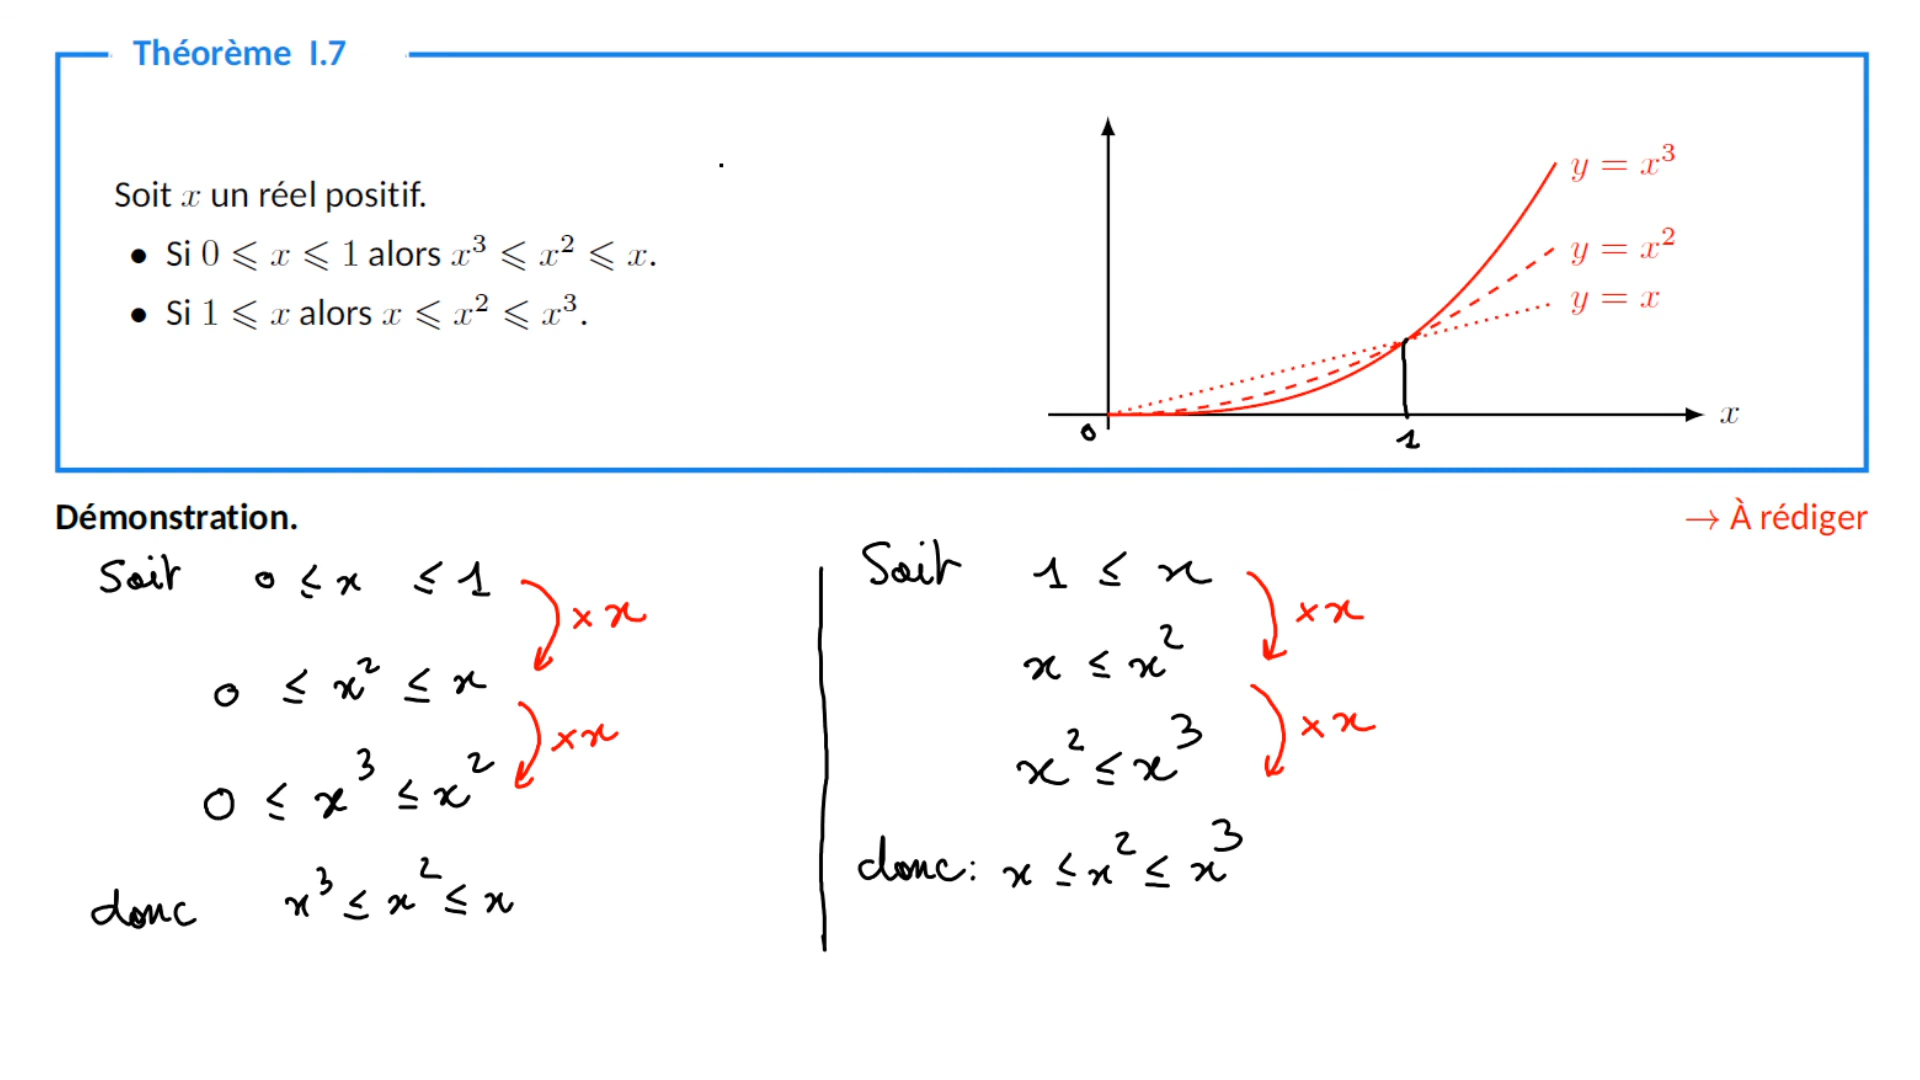 Théorème I.7
Soit x un réel positif.
• Si 0 ⩽ x ⩽ 1 alors x³ ⩽ x² ⩽ x.
• Si 1 ⩽ x alors x ⩽ x² ⩽ x³.
y = x³
y = x²
y = x
x
0
1
Démonstration.
→ À rédiger
Soit 0 ≤ x ≤ 1
× x
0 ≤ x² ≤ x
× x
0 ≤ x³ ≤ x²
donc x³ ≤ x² ≤ x
Soit 1 ≤ x
× x
x ≤ x²
× x
x² ≤ x³
donc : x ≤ x² ≤ x³